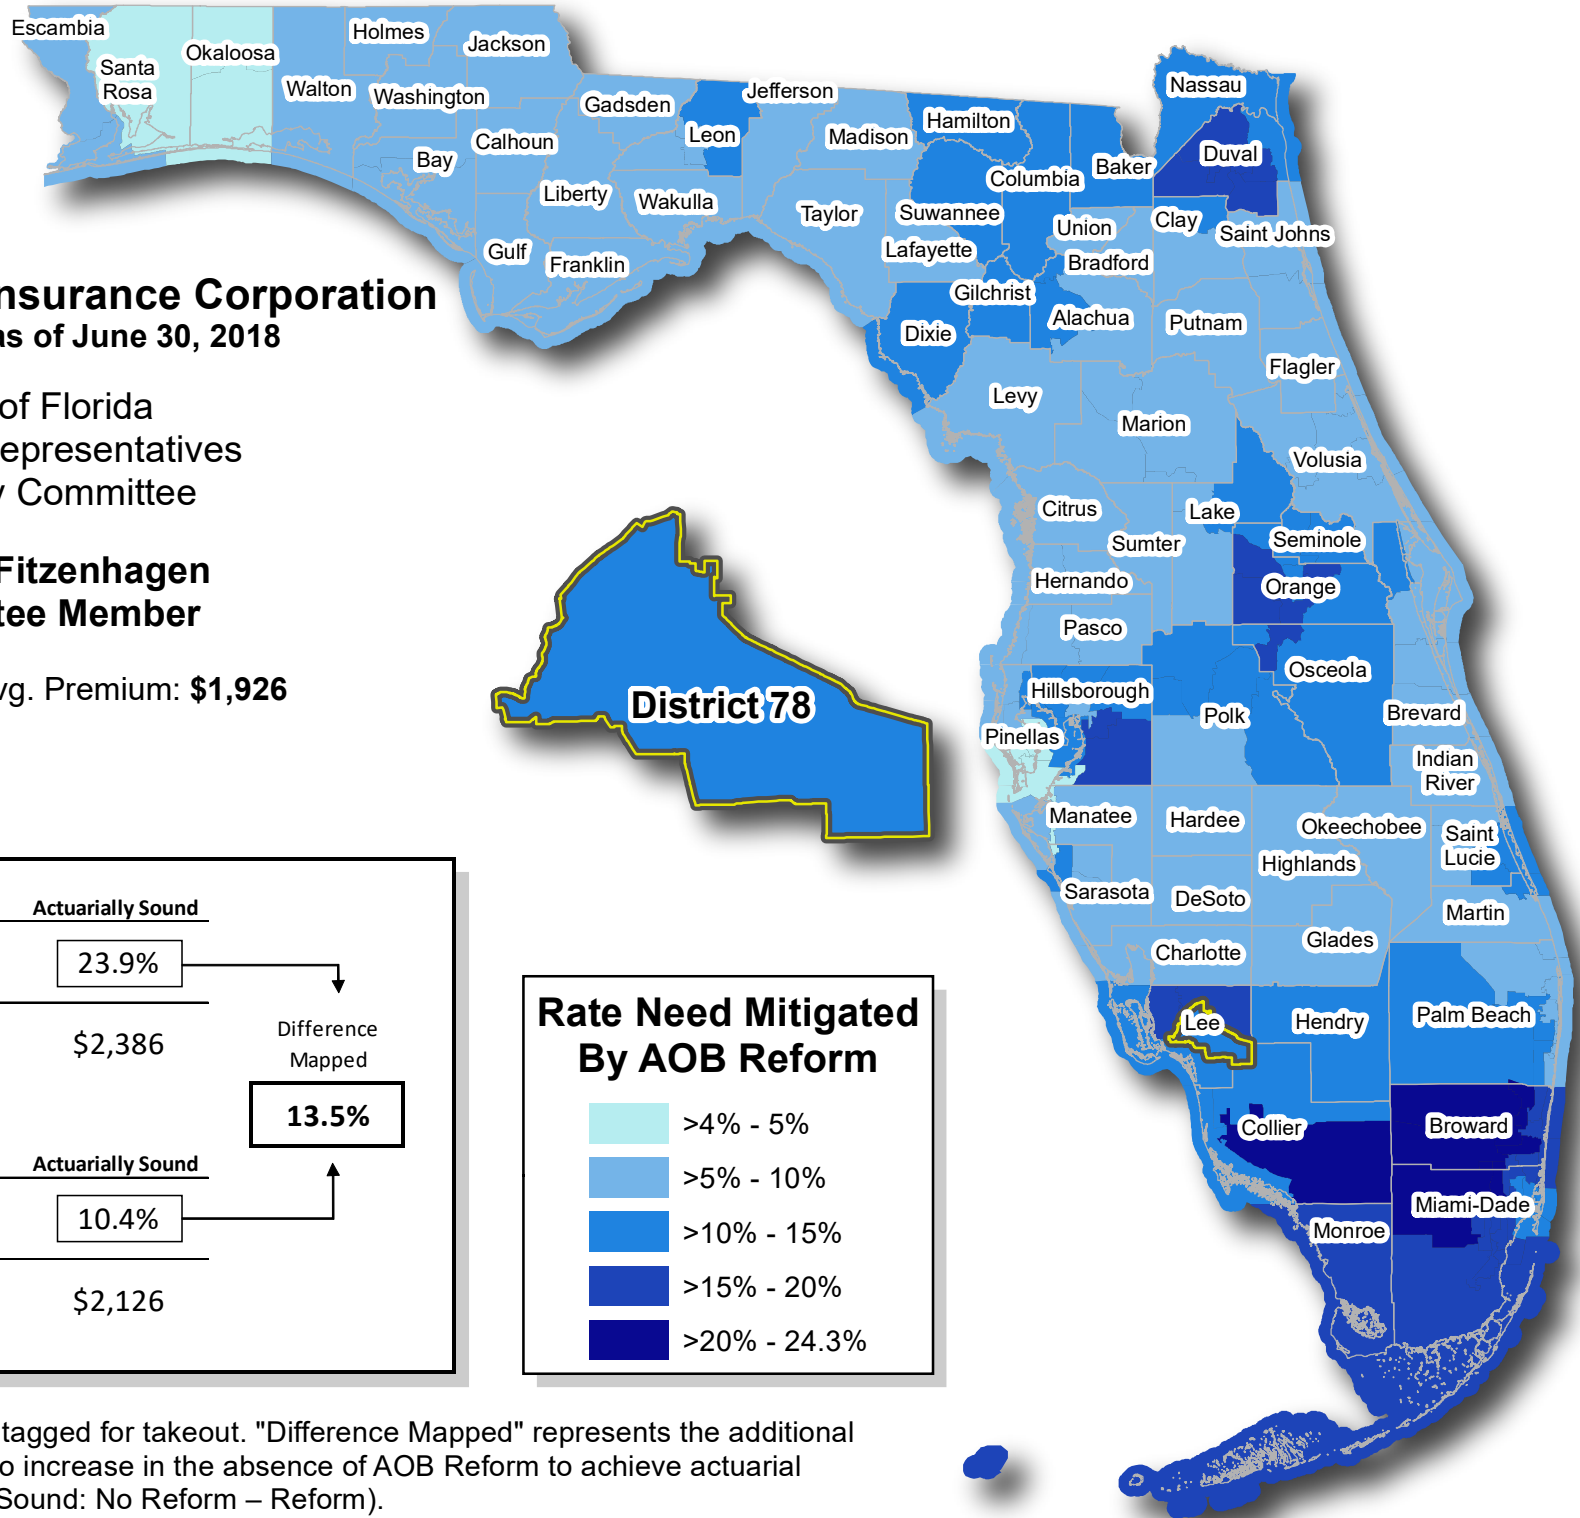 Escambia
Santa
Rosa
Okaloosa
Walton
Holmes
Jackson
Washington
Bay
Calhoun
Gulf
Gadsden
Liberty
Franklin
Leon
Wakulla
Jefferson
Madison
Taylor
Hamilton
Suwannee
Lafayette
Dixie
Columbia
Gilchrist
Baker
Union
Bradford
Alachua
Nassau
Duval
Clay
Saint Johns
Putnam
Flagler
Levy
Marion
Volusia
Citrus
Sumter
Lake
Seminole
Hernando
Orange
Pasco
Osceola
Hillsborough
Polk
Brevard
Pinellas
Indian
River
Manatee
Hardee
Okeechobee
Saint
Lucie
Highlands
Sarasota
DeSoto
Martin
Charlotte
Glades
Lee
Hendry
Palm Beach
Collier
Broward
Miami-Dade
Monroe
nsurance Corporation
as of June 30, 2018
of Florida
epresentatives
y Committee
Fitzenhagen
tee Member
vg. Premium: $1,926
District 78
Actuarially Sound
23.9%
$2,386
Difference
Mapped
13.5%
Actuarially Sound
10.4%
$2,126
Rate Need Mitigated
By AOB Reform
>4% - 5%
>5% - 10%
>10% - 15%
>15% - 20%
>20% - 24.3%
tagged for takeout. "Difference Mapped" represents the additional
o increase in the absence of AOB Reform to achieve actuarial
Sound: No Reform – Reform).